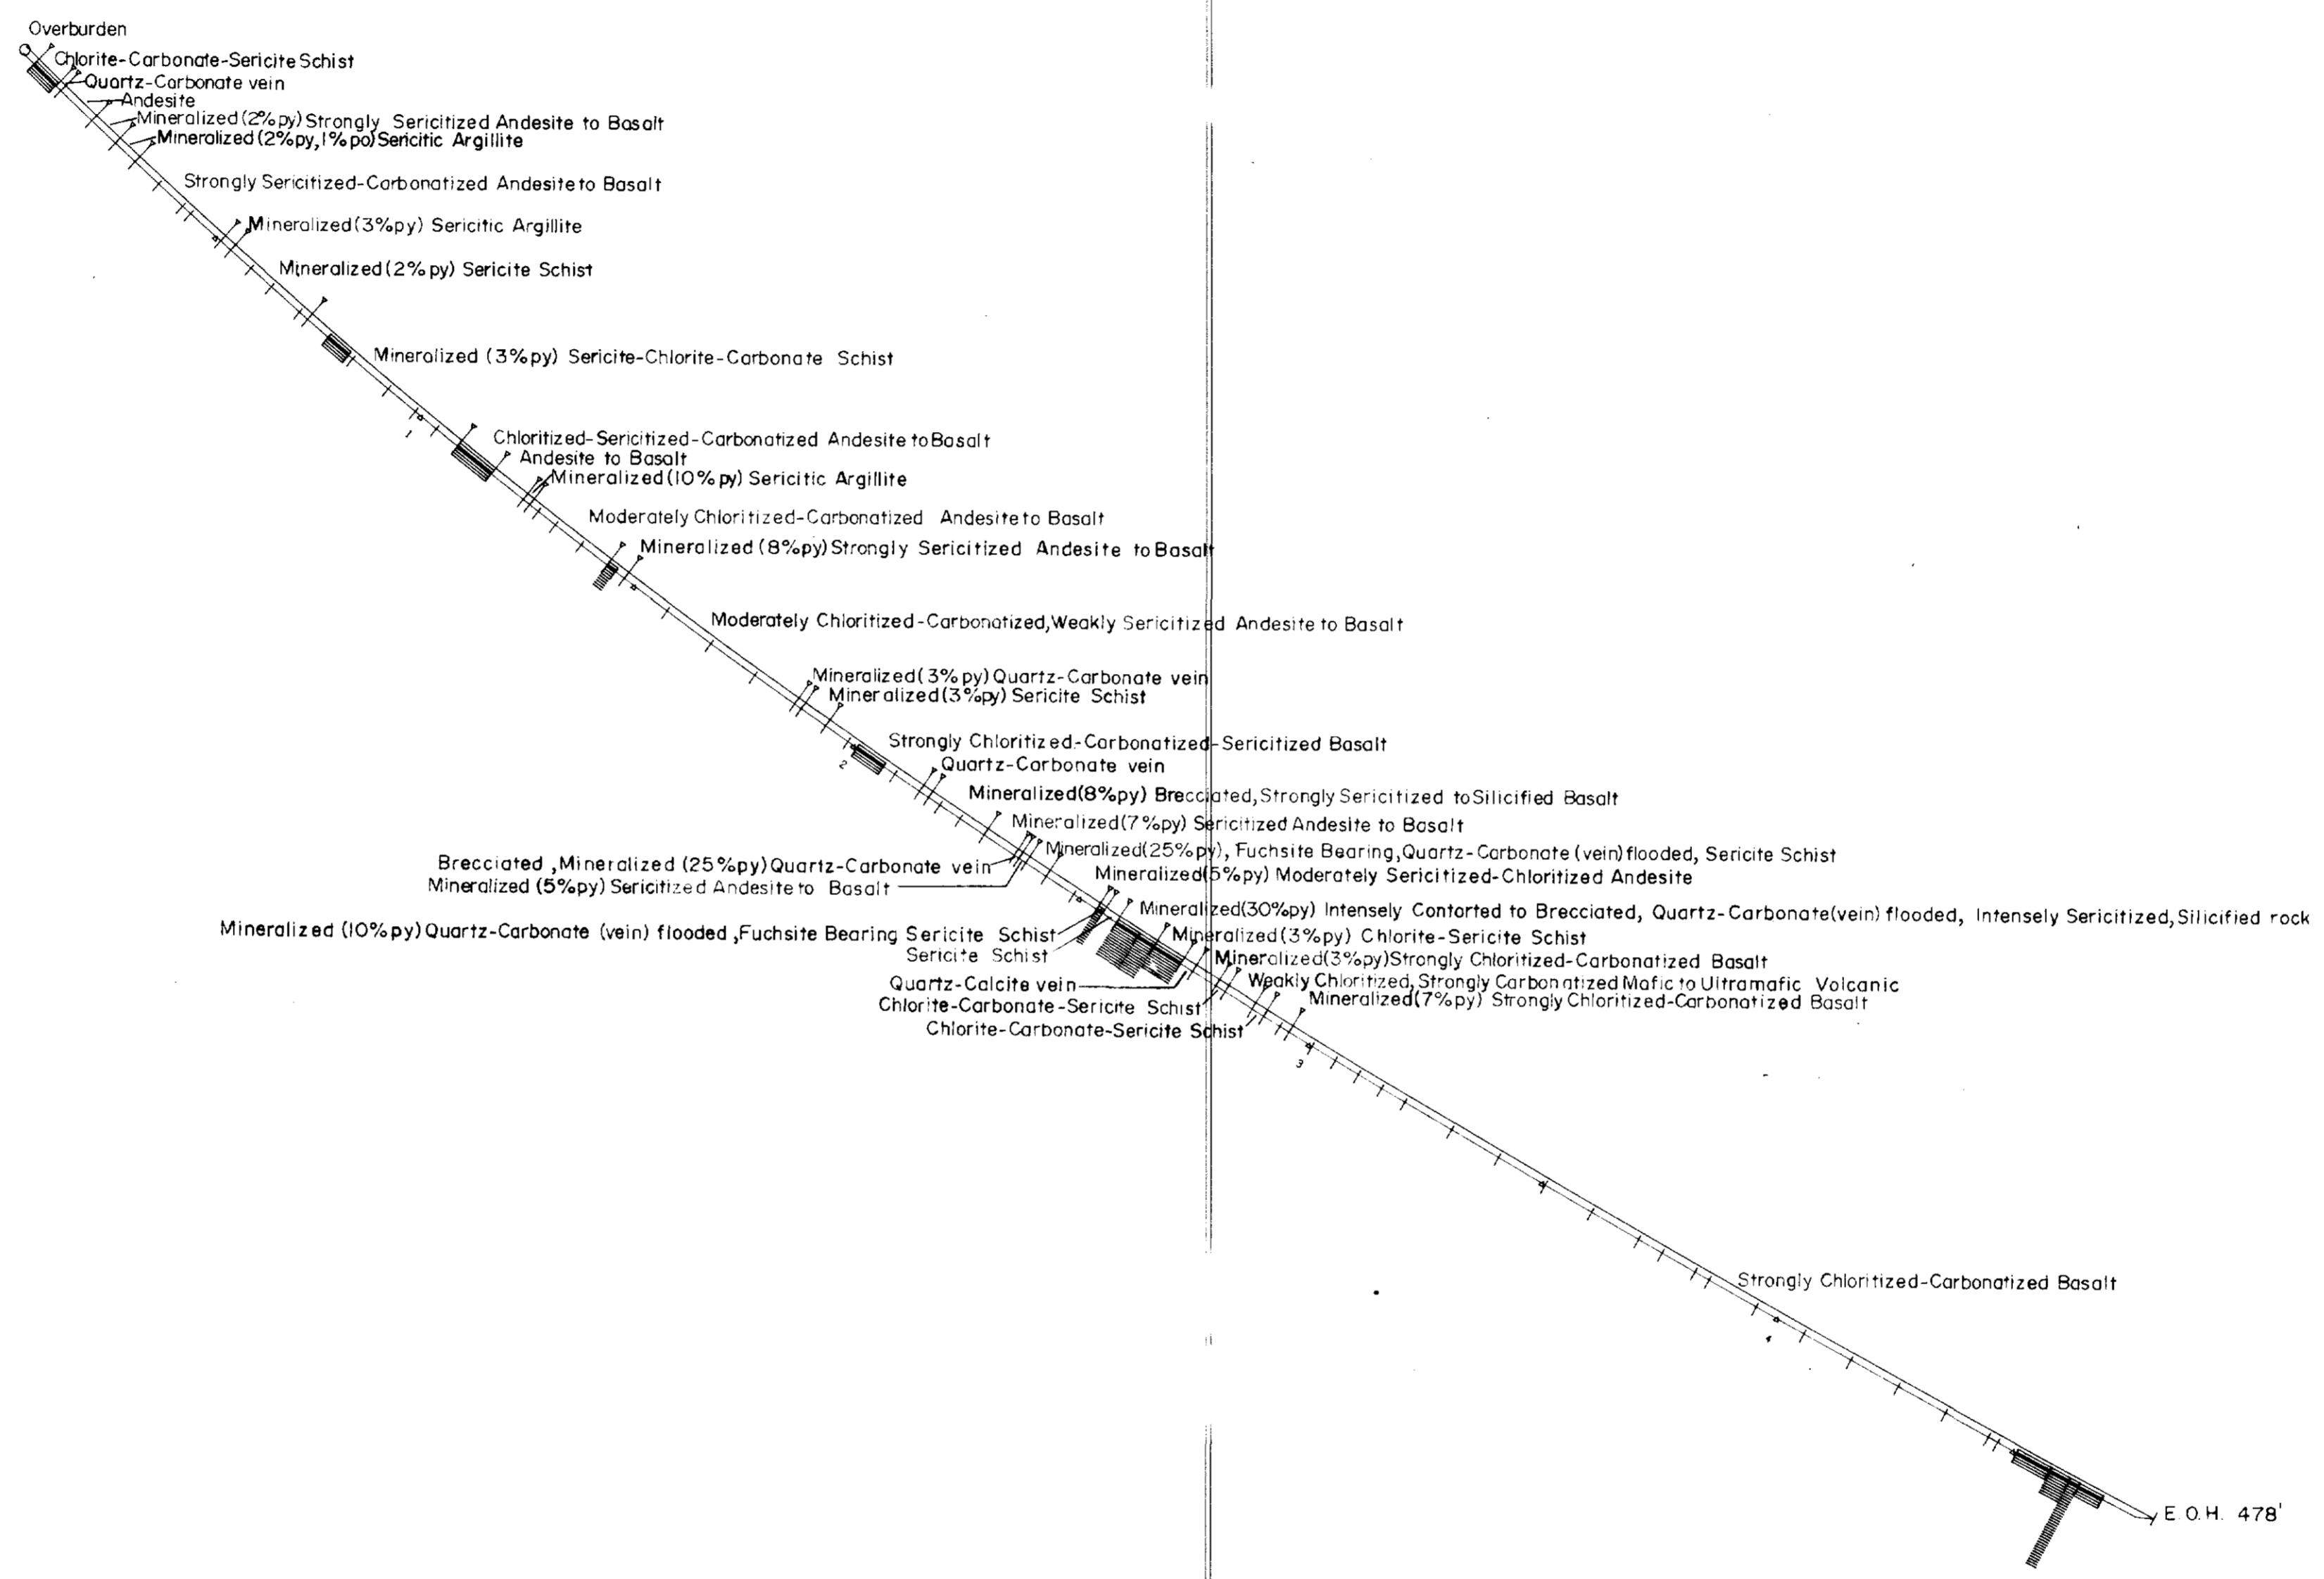 Overburden
Chlorite-Carbonate-Sericite Schist
Quartz-Carbonate vein
Andesite
Mineralized (2% py) Strongly Sericitized Andesite to Basalt
Mineralized (2% py, 1% po) Sericitic Argillite
Strongly Sericitized-Carbonatized Andesite to Basalt
Mineralized (3% py) Sericitic Argillite
Mineralized (2% py) Sericite Schist
Mineralized (3% py) Sericite-Chlorite-Carbonate Schist
1
Chloritized-Sericitized-Carbonatized Andesite to Basalt
Andesite to Basalt
Mineralized (10% py) Sericitic Argillite
Moderately Chloritized-Carbonatized Andesite to Basalt
Mineralized (8% py) Strongly Sericitized Andesite to Basalt
Moderately Chloritized-Carbonatized, Weakly Sericitized Andesite to Basalt
Mineralized (3% py) Quartz-Carbonate vein
Mineralized (3% py) Sericite Schist
Strongly Chloritized-Carbonatized-Sericitized Basalt
2
Quartz-Carbonate vein
Mineralized (8% py) Brecciated, Strongly Sericitized to Silicified Basalt
Mineralized (7% py) Sericitized Andesite to Basalt
Mineralized (25% py), Fuchsite Bearing, Quartz-Carbonate (vein) flooded, Sericite Schist
Brecciated, Mineralized (25% py) Quartz-Carbonate vein
Mineralized (5% py) Moderately Sericitized-Chloritized Andesite
Mineralized (5% py) Sericitized Andesite to Basalt
Mineralized (30% py) Intensely Contorted to Brecciated, Quartz-Carbonate (vein) flooded, Intensely Sericitized, Silicified rock
Mineralized (10% py) Quartz-Carbonate (vein) flooded, Fuchsite Bearing Sericite Schist
Mineralized (3% py) Chlorite-Sericite Schist
Sericite Schist
Mineralized (3% py) Strongly Chloritized-Carbonatized Basalt
Quartz-Calcite vein
Weakly Chloritized, Strongly Carbonatized Mafic to Ultramafic Volcanic
Chlorite-Carbonate-Sericite Schist
Mineralized (7% py) Strongly Chloritized-Carbonatized Basalt
Chlorite-Carbonate-Sericite Schist
3
Strongly Chloritized-Carbonatized Basalt
4
E.O.H. 478'